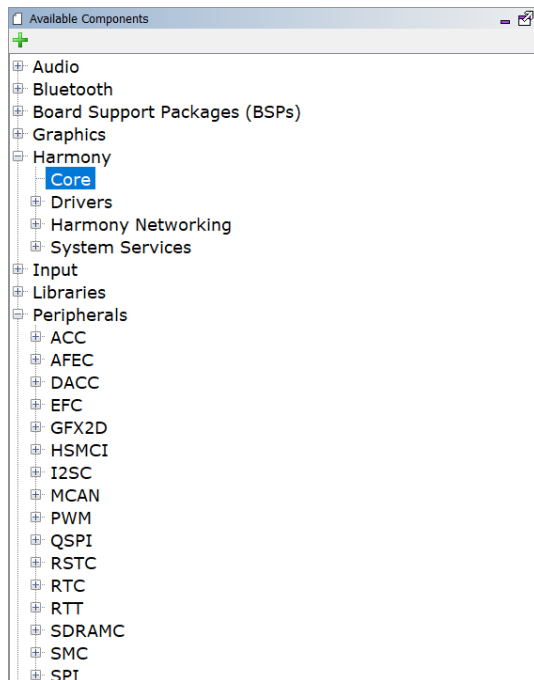 Available Components
Audio
Bluetooth
Board Support Packages (BSPs)
Graphics
Harmony
Core
Drivers
Harmony Networking
System Services
Input
Libraries
Peripherals
ACC
AFEC
DACC
EFC
GFX2D
HSMCI
I2SC
MCAN
PWM
QSPI
RSTC
RTC
RTT
SDRAMC
SMC
SPI